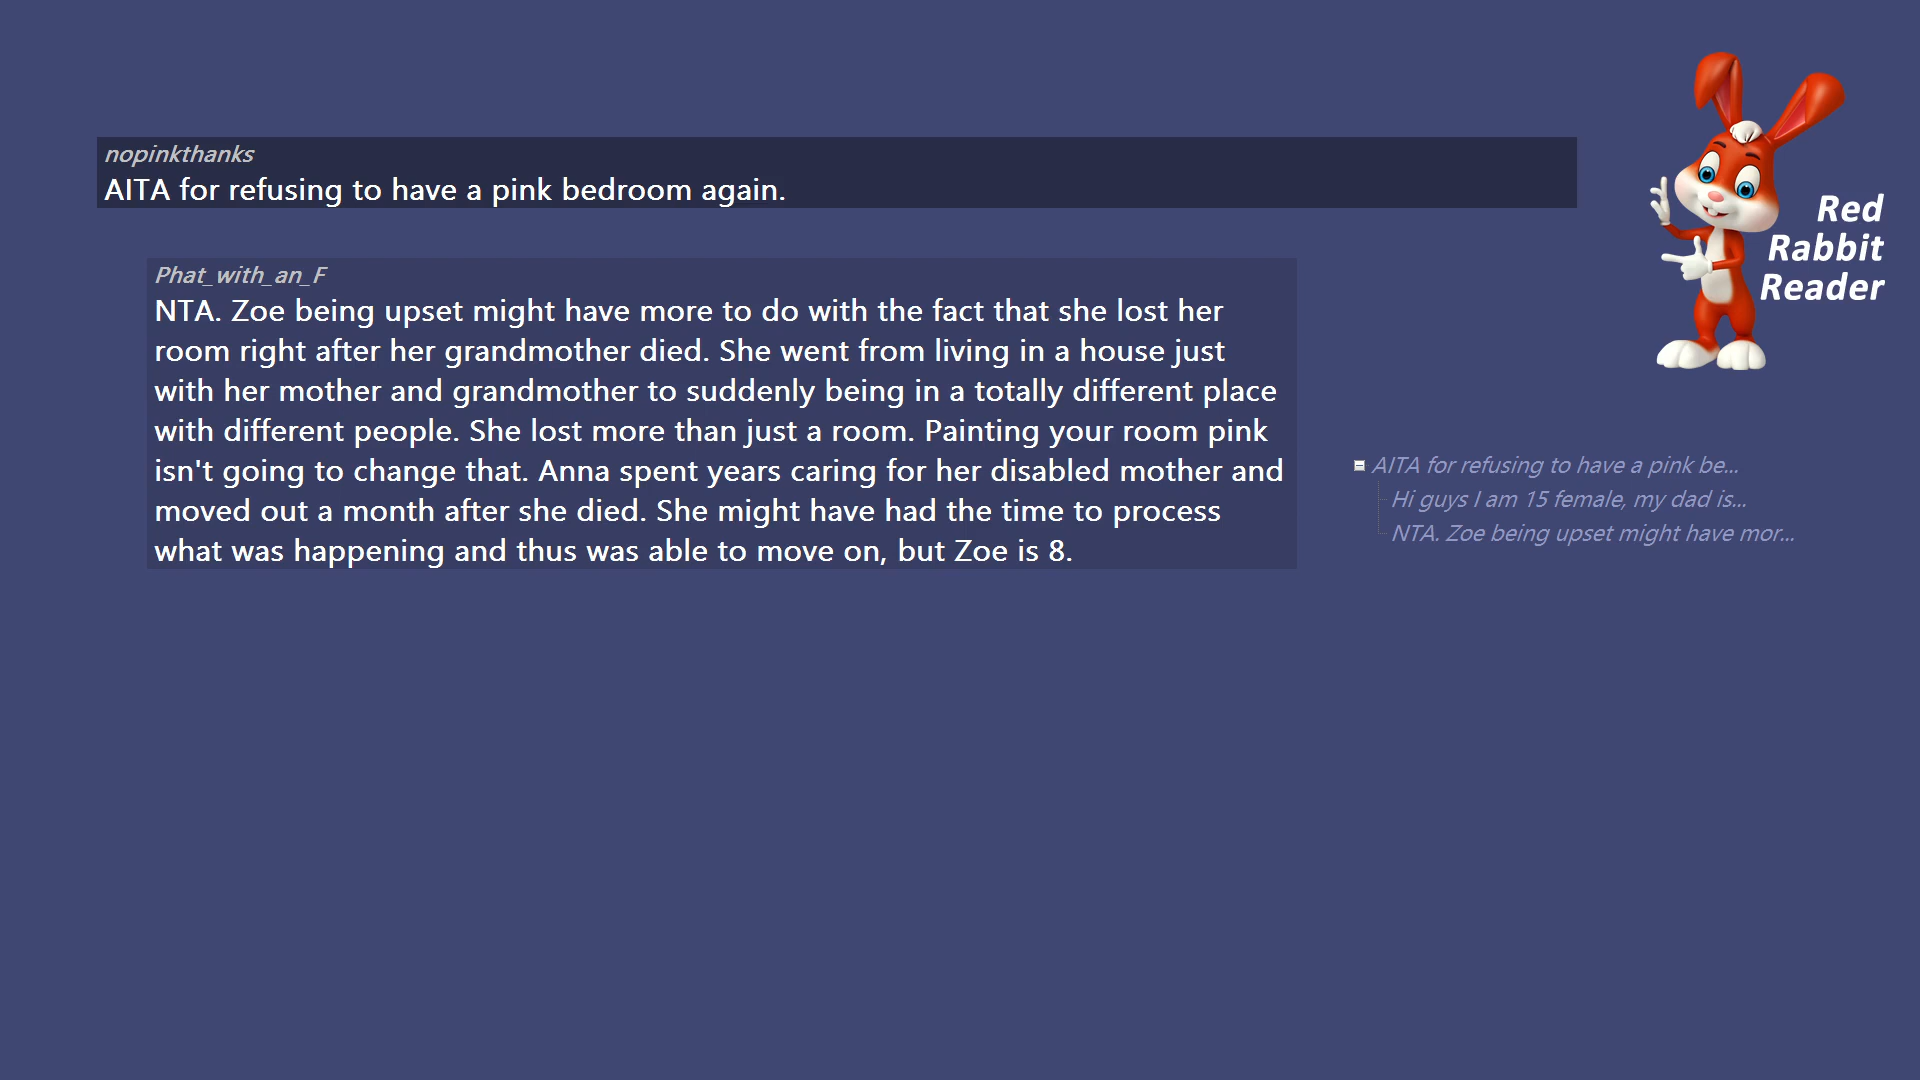 nopinkthanks
AITA for refusing to have a pink bedroom again.
Phat_with_an_F
NTA. Zoe being upset might have more to do with the fact that she lost her
room right after her grandmother died. She went from living in a house just
with her mother and grandmother to suddenly being in a totally different place
with different people. She lost more than just a room. Painting your room pink
isn't going to change that. Anna spent years caring for her disabled mother and
moved out a month after she died. She might have had the time to process
what was happening and thus was able to move on, but Zoe is 8.
Red
Rabbit
Reader
AITA for refusing to have a pink be...
Hi guys I am 15 female, my dad is...
NTA. Zoe being upset might have mor...